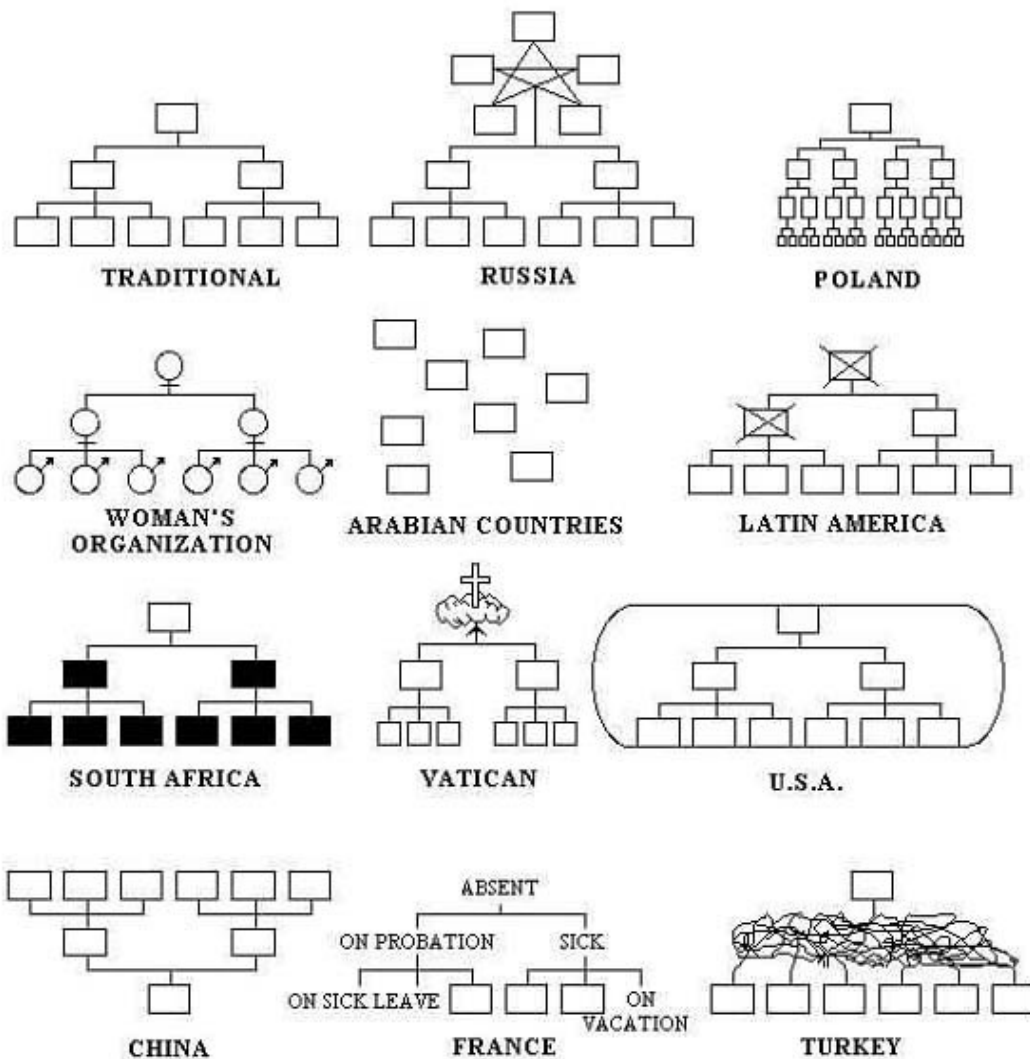 TRADITIONAL
RUSSIA
POLAND
WOMAN'S
ORGANIZATION
ARABIAN COUNTRIES
LATIN AMERICA
SOUTH AFRICA
VATICAN
U.S.A.
ABSENT
ON PROBATION
SICK
ON SICK LEAVE
ON
VACATION
CHINA
FRANCE
TURKEY